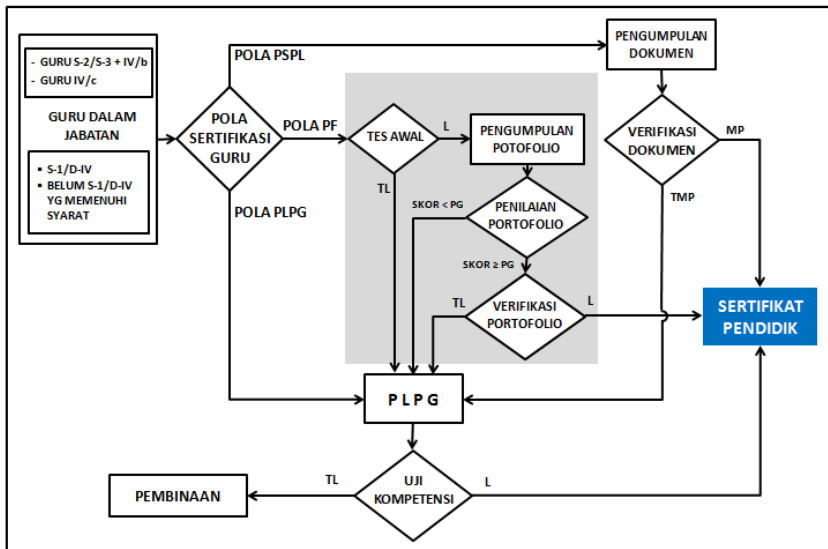 - GURU S-2/S-3 + IV/b
- GURU IV/c
GURU DALAM
JABATAN
▪ S-1/D-IV
▪ BELUM S-1/D-IV
YG MEMENUHI
SYARAT
POLA
SERTIFIKASI
GURU
POLA PSPL
POLA PF
POLA PLPG
PENGUMPULAN
DOKUMEN
VERIFIKASI
DOKUMEN
MP
TMP
TES AWAL
L
TL
PENGUMPULAN
POTOFOLIO
PENILAIAN
PORTOFOLIO
SKOR < PG
SKOR ≥ PG
VERIFIKASI
PORTOFOLIO
TL
L
SERTIFIKAT
PENDIDIK
P L P G
UJI
KOMPETENSI
TL
L
PEMBINAAN